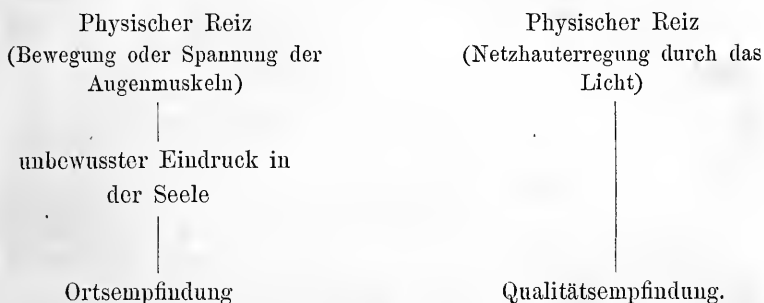 Physischer Reiz
(Bewegung oder Spannung der
Augenmuskeln)
unbewusster Eindruck in
der Seele
Ortsempfindung
Physischer Reiz
(Netzhauterregung durch das
Licht)
Qualitätsempfindung.